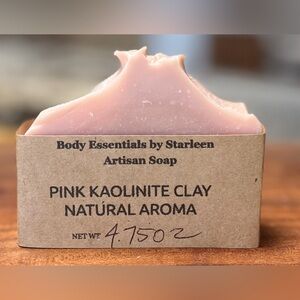 Body Essentials by Starleen
Artisan Soap
PINK KAOLINITE CLAY
NATURAL AROMA
NET WT 4.75oz